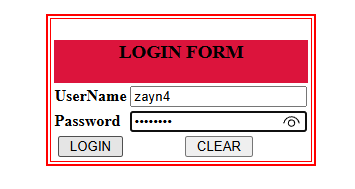 LOGIN FORM
UserName zayn4
Password ••••••••
LOGIN CLEAR